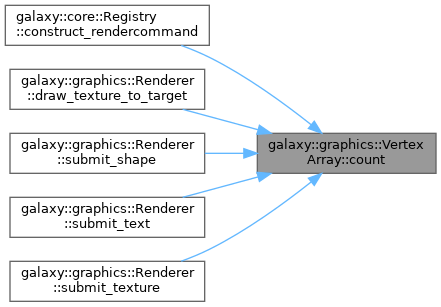 galaxy::core::Registry
::construct_rendercommand
galaxy::graphics::Renderer
::draw_texture_to_target
galaxy::graphics::Renderer
::submit_shape
galaxy::graphics::Vertex
Array::count
galaxy::graphics::Renderer
::submit_text
galaxy::graphics::Renderer
::submit_texture